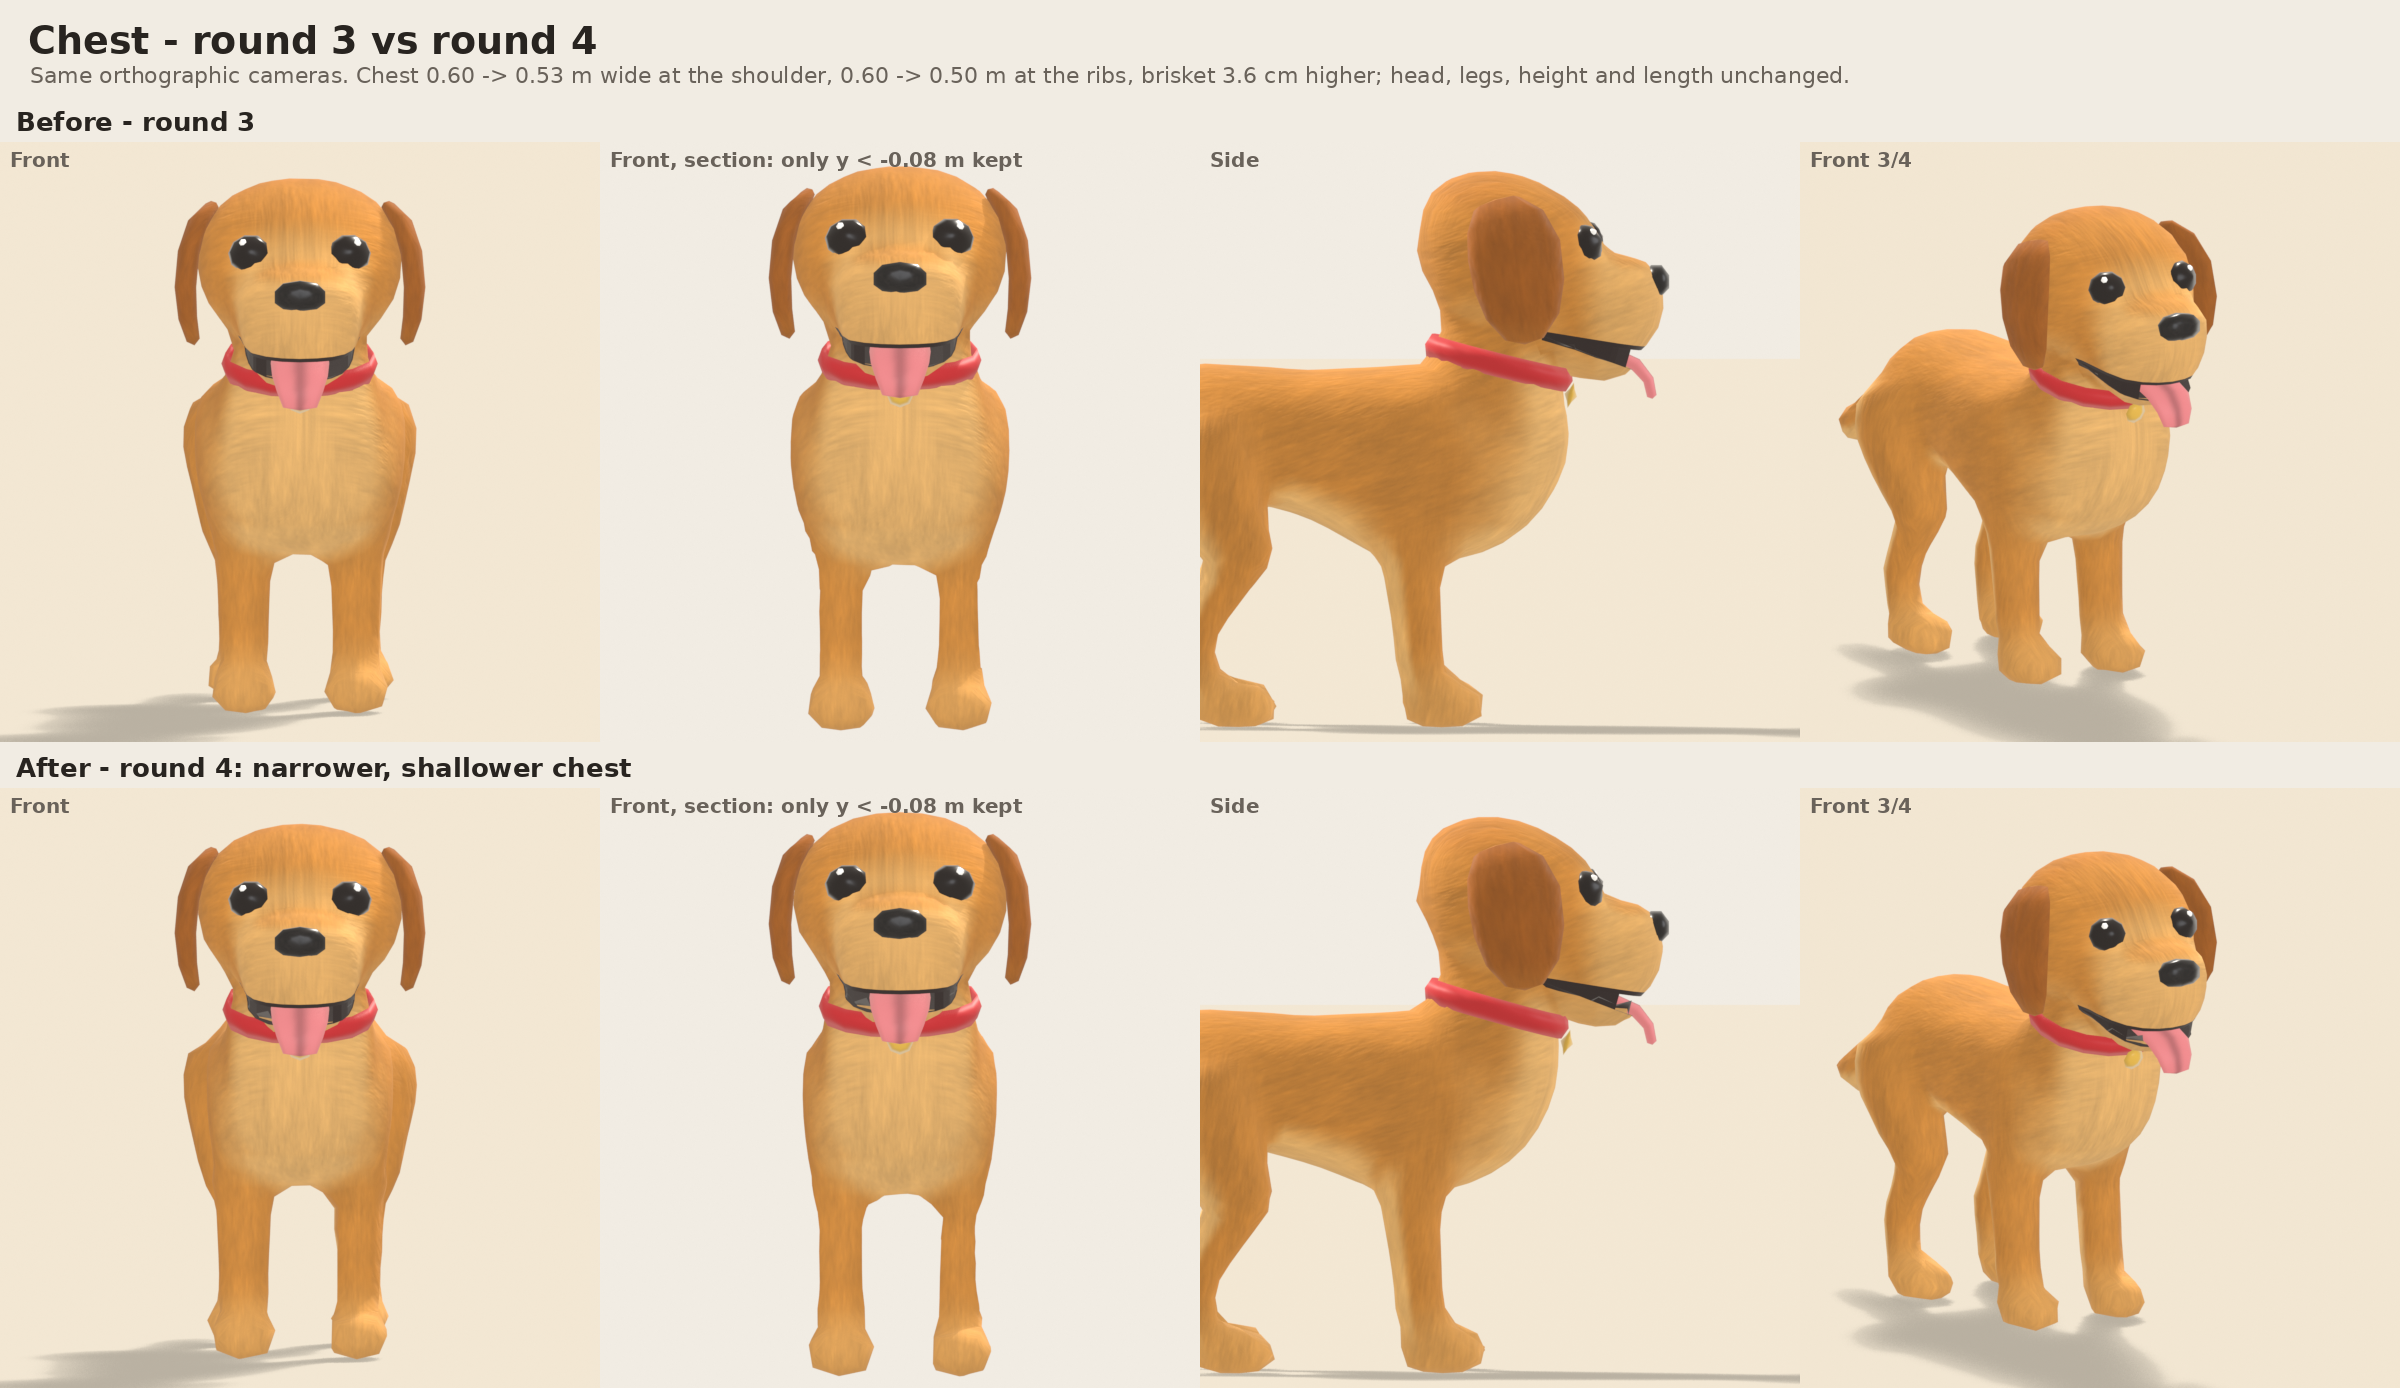 Chest - round 3 vs round 4
Same orthographic cameras. Chest 0.60 -> 0.53 m wide at the shoulder, 0.60 -> 0.50 m at the ribs, brisket 3.6 cm higher; head, legs, height and length unchanged.
Before - round 3
Front
Front, section: only y < -0.08 m kept
Side
Front 3/4
After - round 4: narrower, shallower chest
Front
Front, section: only y < -0.08 m kept
Side
Front 3/4